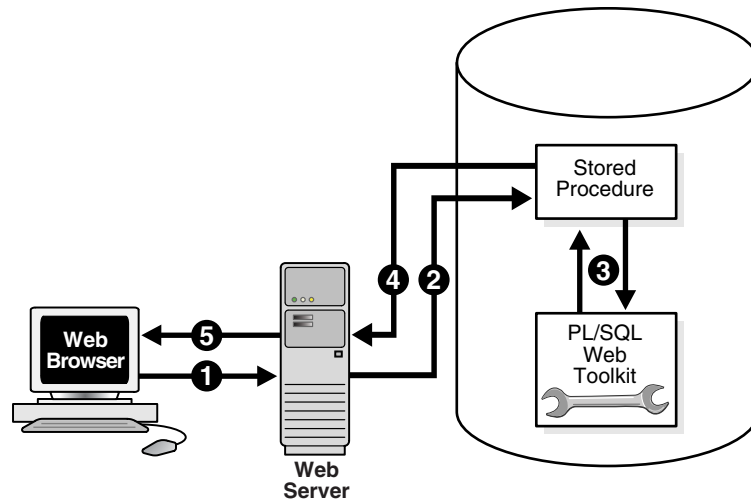 Stored
Procedure
4
2
3
5
1
Web
Browser
PL/SQL
Web
Toolkit
Web
Server